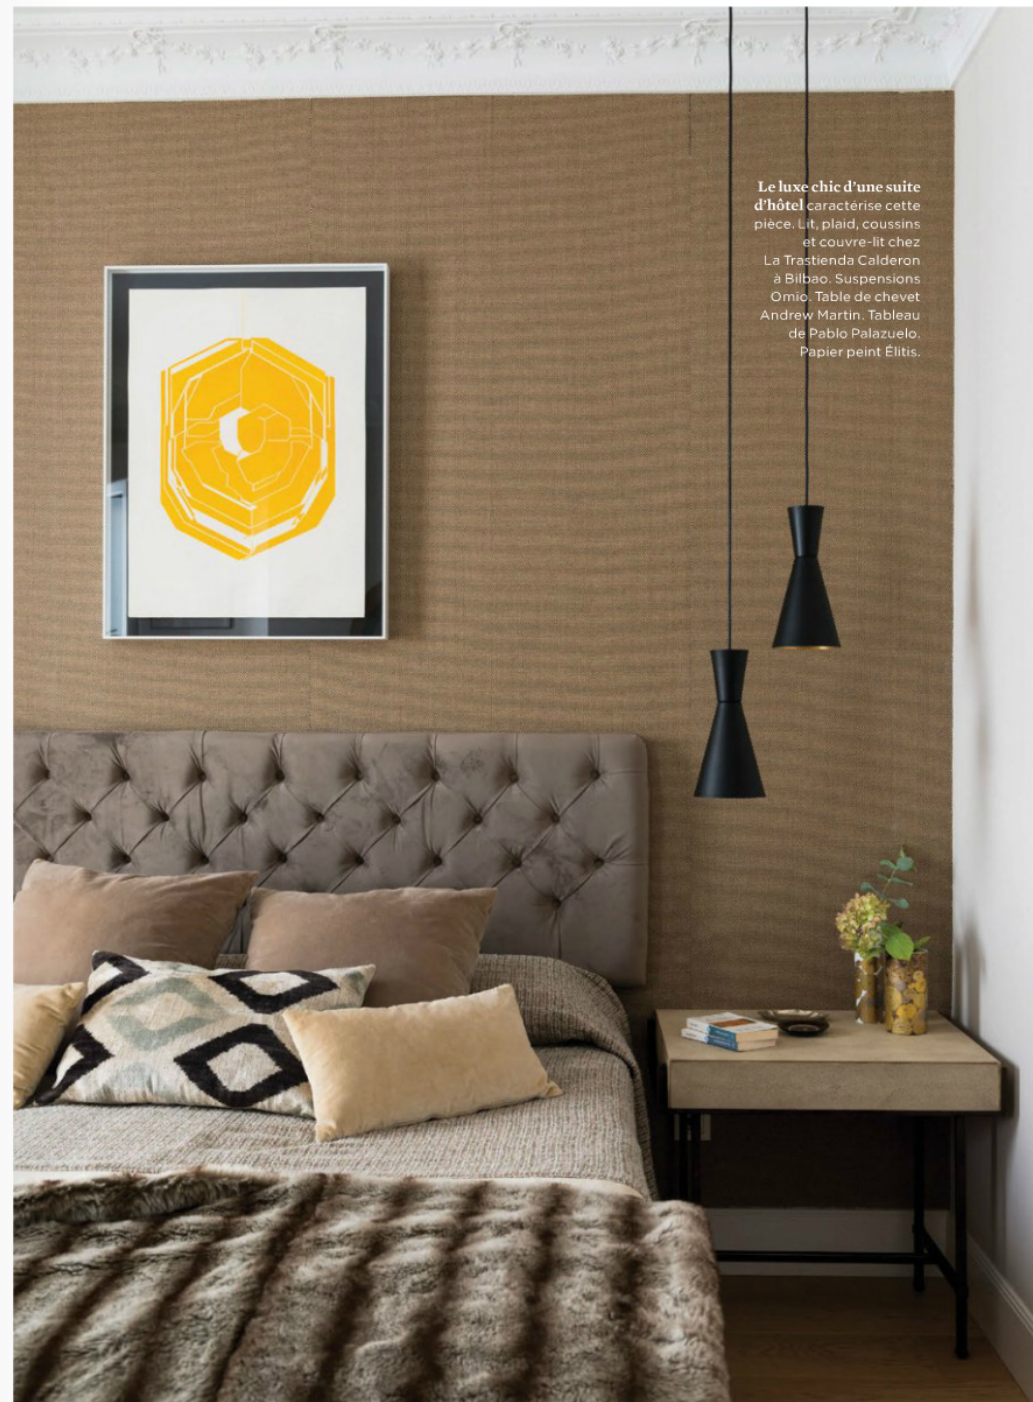 Le luxe chic d'une suite
d'hôtel caractérise cette
pièce. Lit, plaid, coussins
et couvre-lit chez
La Trastienda Calderon
à Bilbao. Suspensions
Omio. Table de chevet
Andrew Martin. Tableau
de Pablo Palazuelo.
Papier peint Élitis.